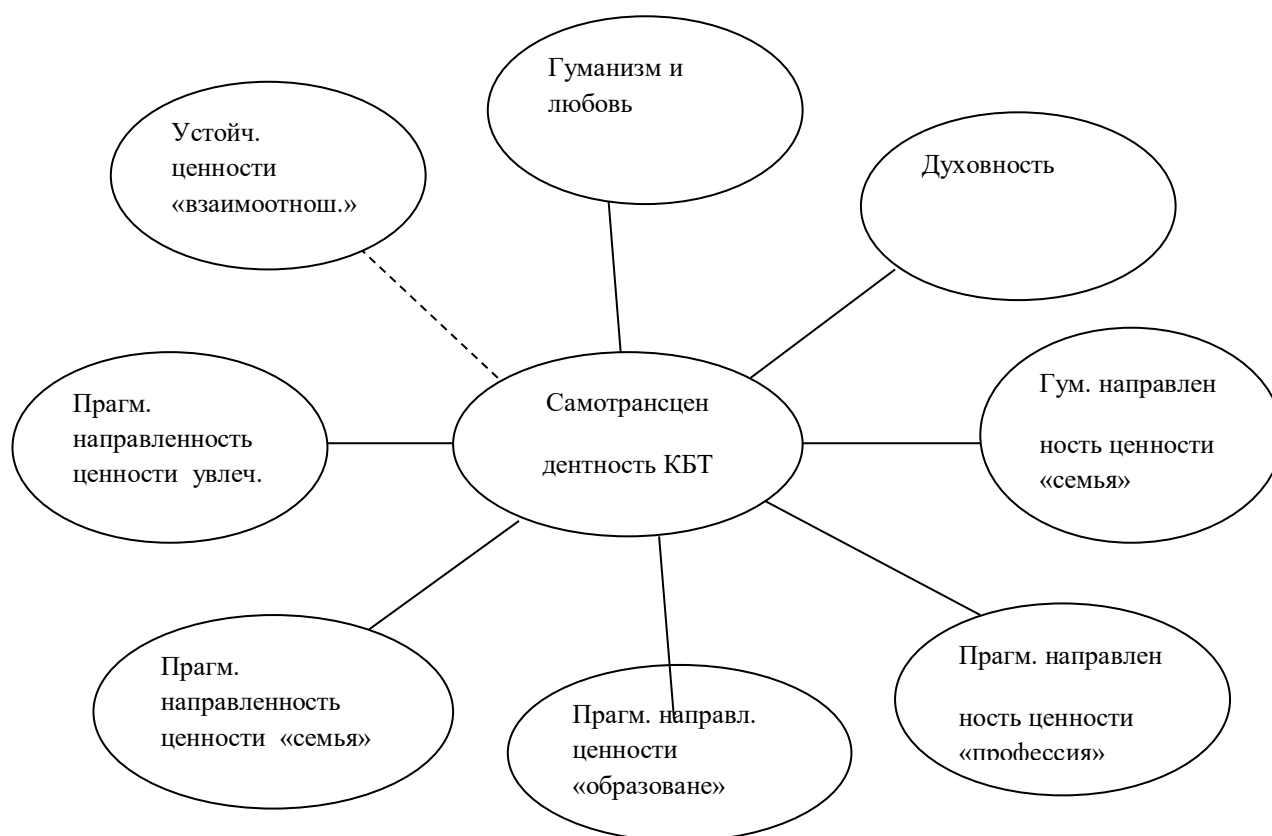 Гуманизм и
любовь
Устойч.
ценности
«взаимоотнош.»
Духовность
Прагм.
направленность
ценности увлеч.
Самотрансцен
дентность КБТ
Гум. направлен
ность ценности
«семья»
Прагм.
направленность
ценности «семья»
Прагм. направл.
ценности
«образоване»
Прагм. направлен
ность ценности
«профессия»